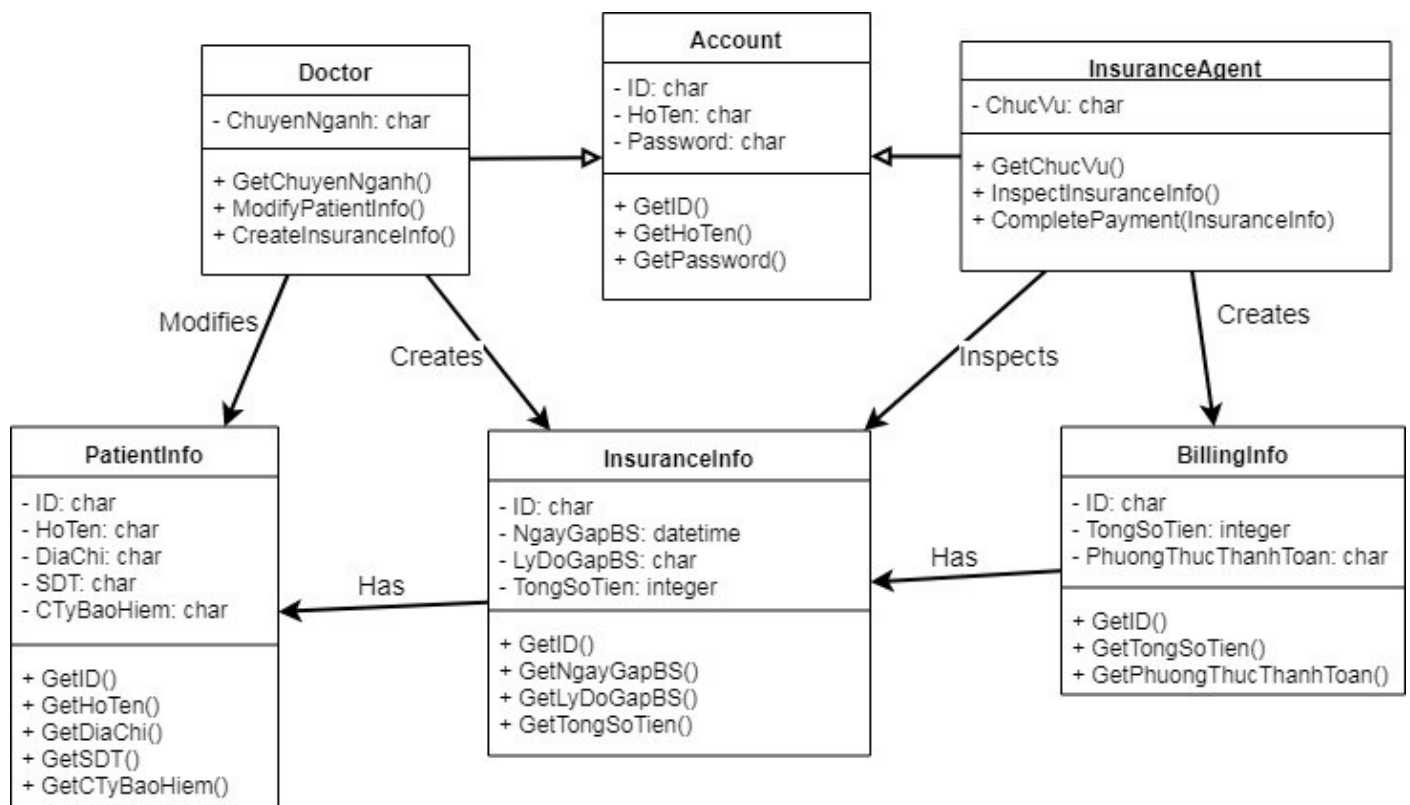 Doctor
- ChuyenNganh: char
+ GetChuyenNganh()
+ ModifyPatientInfo()
+ CreateInsuranceInfo()
Account
- ID: char
- HoTen: char
- Password: char
+ GetID()
+ GetHoTen()
+ GetPassword()
InsuranceAgent
- ChucVu: char
+ GetChucVu()
+ InspectInsuranceInfo()
+ CompletePayment(InsuranceInfo)
Modifies
Creates
Inspects
Creates
PatientInfo
- ID: char
- HoTen: char
- DiaChi: char
- SDT: char
- CTyBaoHiem: char
+ GetID()
+ GetHoTen()
+ GetDiaChi()
+ GetSDT()
+ GetCTyBaoHiem()
Has
InsuranceInfo
- ID: char
- NgayGapBS: datetime
- LyDoGapBS: char
- TongSoTien: integer
+ GetID()
+ GetNgayGapBS()
+ GetLyDoGapBS()
+ GetTongSoTien()
Has
BillingInfo
- ID: char
- TongSoTien: integer
- PhuongThucThanhToan: char
+ GetID()
+ GetTongSoTien()
+ GetPhuongThucThanhToan()